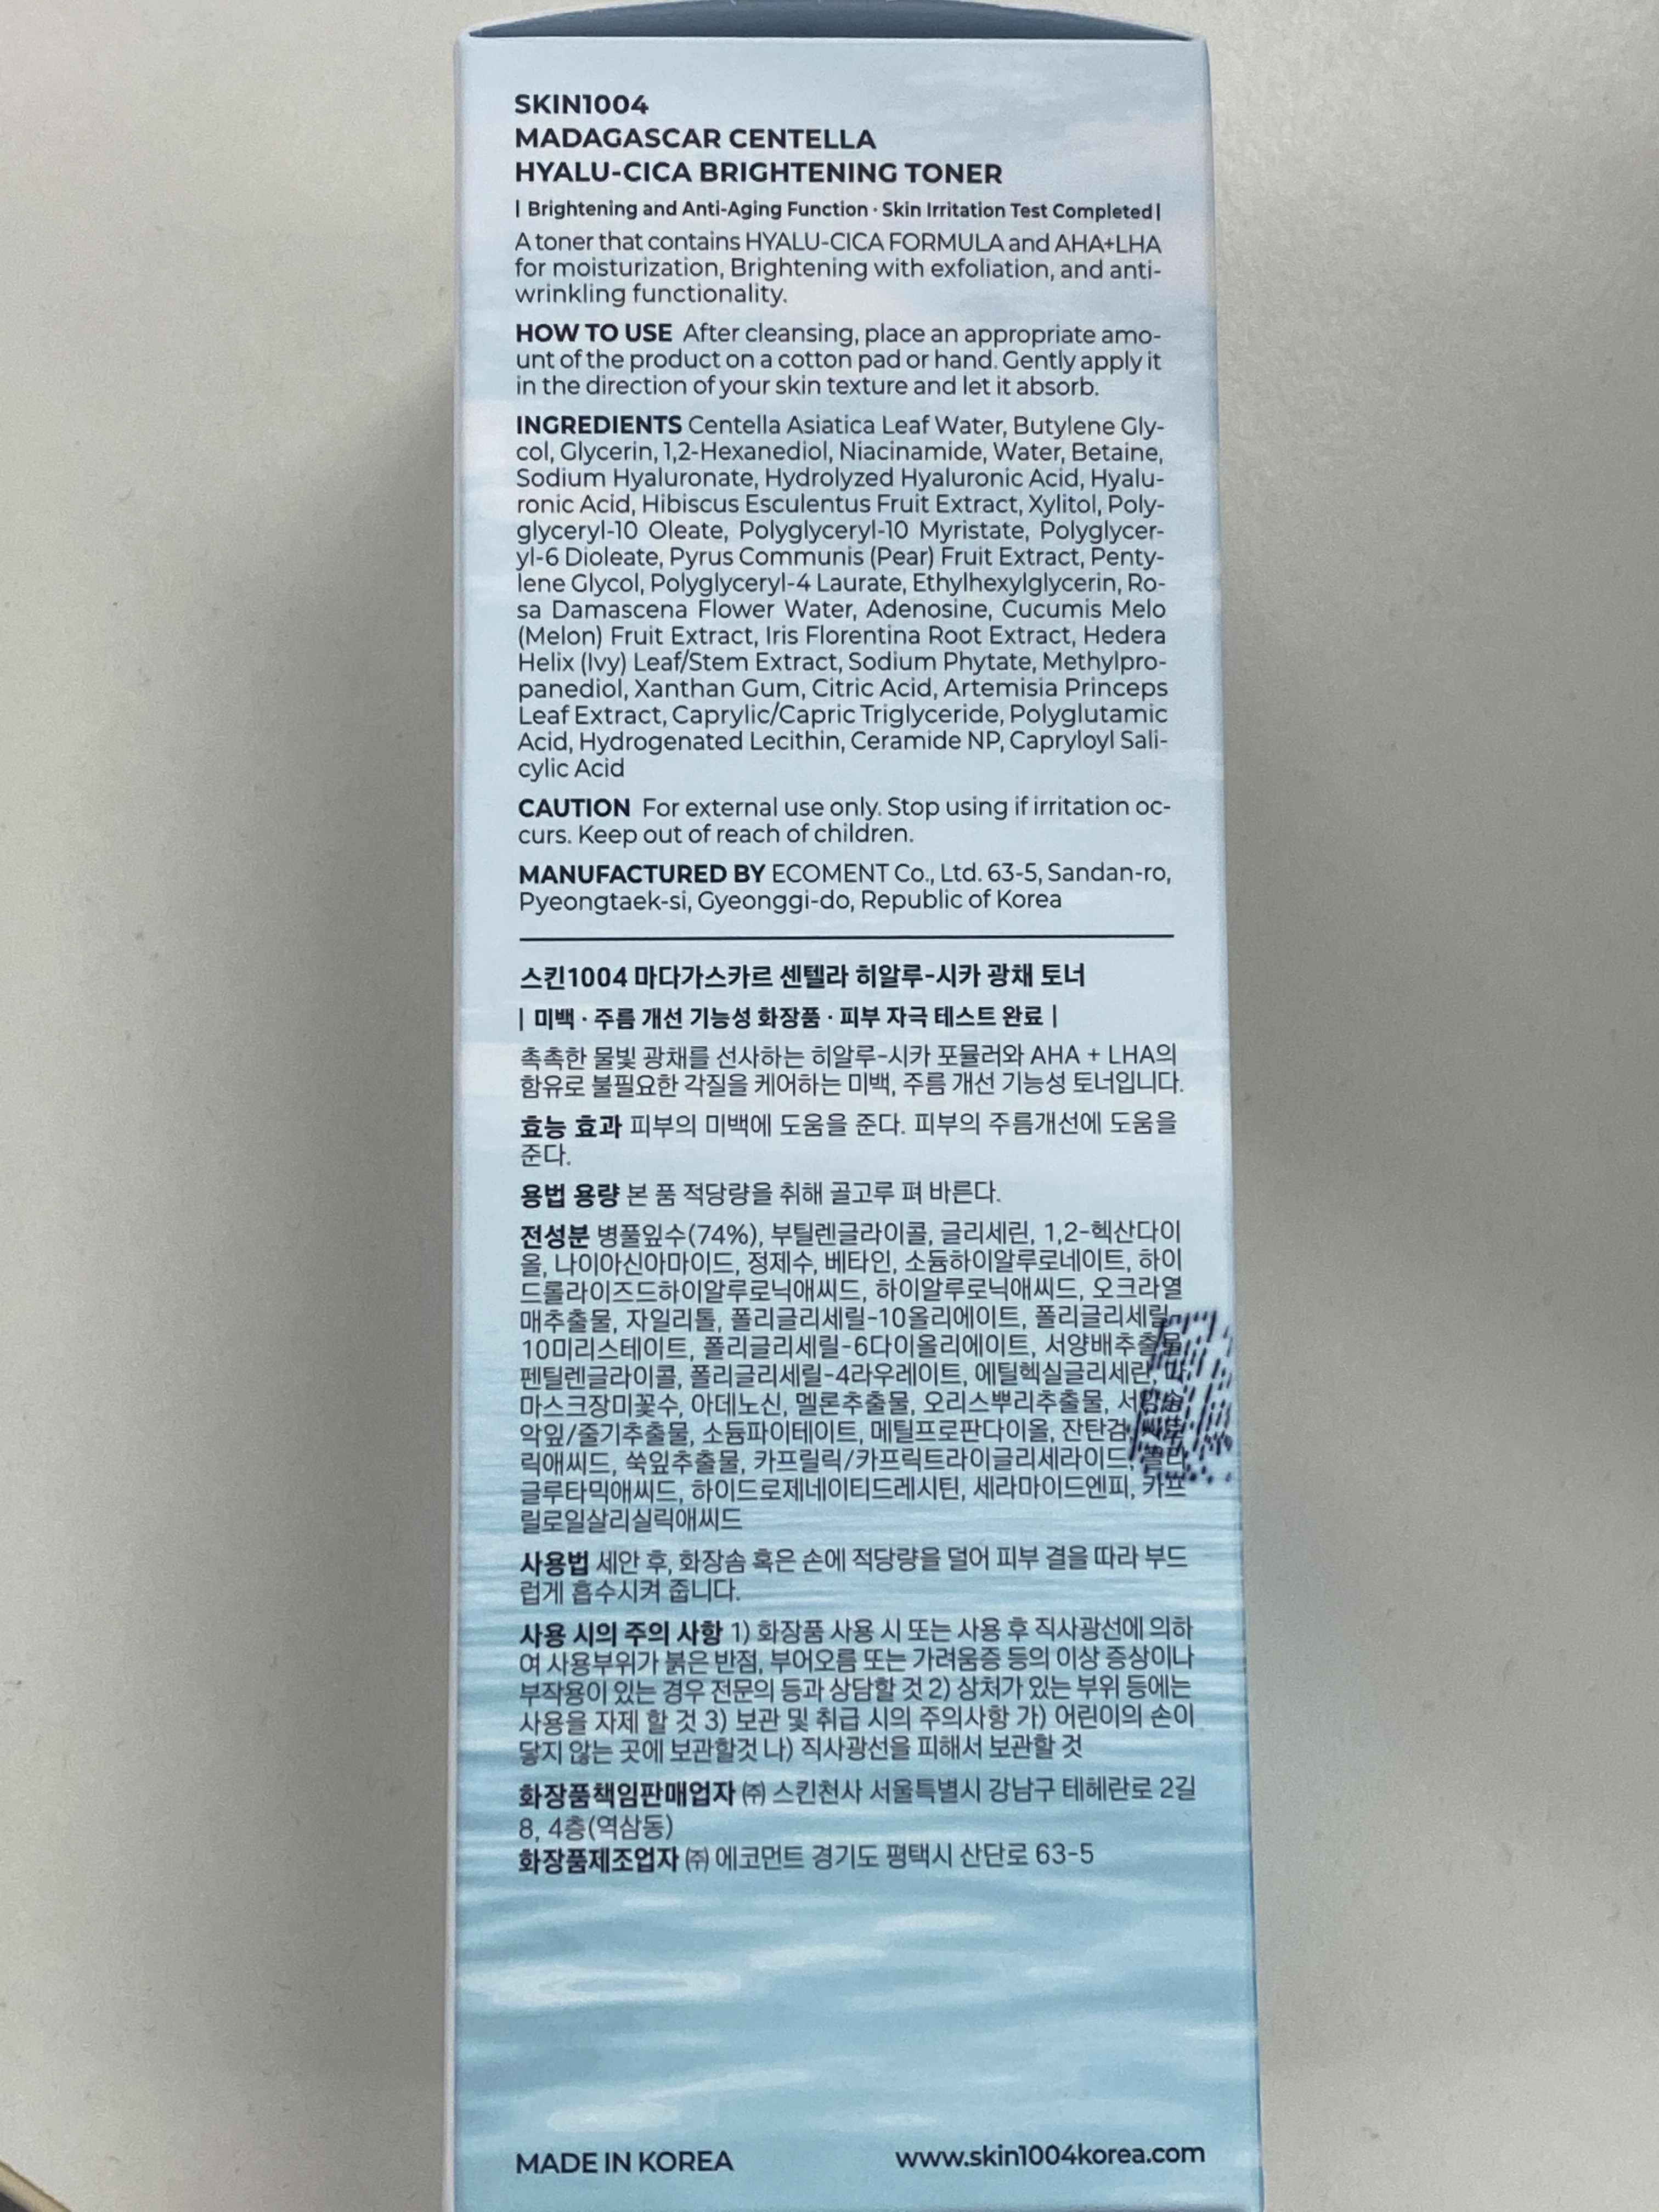 SKIN1004
MADAGASCAR CENTELLA
HYALU-CICA BRIGHTENING TONER
| Brightening and Anti-Aging Function · Skin Irritation Test Completed |
A toner that contains HYALU-CICA FORMULA and AHA+LHA
for moisturization, Brightening with exfoliation, and anti-
wrinkling functionality.
HOW TO USE After cleansing, place an appropriate amo-
unt of the product on a cotton pad or hand. Gently apply it
in the direction of your skin texture and let it absorb.
INGREDIENTS Centella Asiatica Leaf Water, Butylene Gly-
col, Glycerin, 1,2-Hexanediol, Niacinamide, Water, Betaine,
Sodium Hyaluronate, Hydrolyzed Hyaluronic Acid, Hyalu-
ronic Acid, Hibiscus Esculentus Fruit Extract, Xylitol, Poly-
glyceryl-10 Oleate, Polyglyceryl-10 Myristate, Polyglycer-
yl-6 Dioleate, Pyrus Communis (Pear) Fruit Extract, Penty-
lene Glycol, Polyglyceryl-4 Laurate, Ethylhexylglycerin, Ro-
sa Damascena Flower Water, Adenosine, Cucumis Melo
(Melon) Fruit Extract, Iris Florentina Root Extract, Hedera
Helix (Ivy) Leaf/Stem Extract, Sodium Phytate, Methylpro-
panediol, Xanthan Gum, Citric Acid, Artemisia Princeps
Leaf Extract, Caprylic/Capric Triglyceride, Polyglutamic
Acid, Hydrogenated Lecithin, Ceramide NP, Capryloyl Sali-
cylic Acid
CAUTION For external use only. Stop using if irritation oc-
curs. Keep out of reach of children.
MANUFACTURED BY ECOMENT Co., Ltd. 63-5, Sandan-ro,
Pyeongtaek-si, Gyeonggi-do, Republic of Korea
스킨1004 마다가스카르 센텔라 히알루-시카 광채 토너
| 미백 · 주름 개선 기능성 화장품 · 피부 자극 테스트 완료 |
촉촉한 물빛 광채를 선사하는 히알루-시카 포뮬러와 AHA + LHA의
함유로 불필요한 각질을 케어하는 미백, 주름 개선 기능성 토너입니다.
효능 효과 피부의 미백에 도움을 준다. 피부의 주름개선에 도움을
준다.
용법 용량 본 품 적당량을 취해 골고루 펴 바른다.
전성분 병풀잎수(74%), 부틸렌글라이콜, 글리세린, 1,2-헥산다이
올, 나이아신아마이드, 정제수, 베타인, 소듐하이알루로네이트, 하이
드롤라이즈드하이알루로닉애씨드, 하이알루로닉애씨드, 오크라열
매추출물, 자일리톨, 폴리글리세릴-10올리에이트, 폴리글리세릴-
10미리스테이트, 폴리글리세릴-6다이올리에이트, 서양배추출물,
펜틸렌글라이콜, 폴리글리세릴-4라우레이트, 에틸헥실글리세린,
마스크장미꽃수, 아데노신, 멜론추출물, 오리스뿌리추출물,
악잎/줄기추출물, 소듐파이테이트, 메틸프로판다이올, 잔탄검,
릭애씨드, 쑥잎추출물, 카프릴릭/카프릭트라이글리세라이드,
글루타믹애씨드, 하이드로제네이티드레시틴, 세라마이드엔피, 카프
릴로일살리실릭애씨드
사용법 세안 후, 화장솜 혹은 손에 적당량을 덜어 피부 결을 따라 부드
럽게 흡수시켜 줍니다.
사용 시의 주의 사항 1) 화장품 사용 시 또는 사용 후 직사광선에 의하
여 사용부위가 붉은 반점, 부어오름 또는 가려움증 등의 이상 증상이나
부작용이 있는 경우 전문의 등과 상담할 것 2) 상처가 있는 부위 등에는
사용을 자제 할 것 3) 보관 및 취급 시의 주의사항 가) 어린이의 손이
닿지 않는 곳에 보관할것 나) 직사광선을 피해서 보관할 것
화장품책임판매업자 ㈜ 스킨천사 서울특별시 강남구 테헤란로 2길
8, 4층(역삼동)
화장품제조업자 ㈜ 에코먼트 경기도 평택시 산단로 63-5
MADE IN KOREA
www.skin1004korea.com